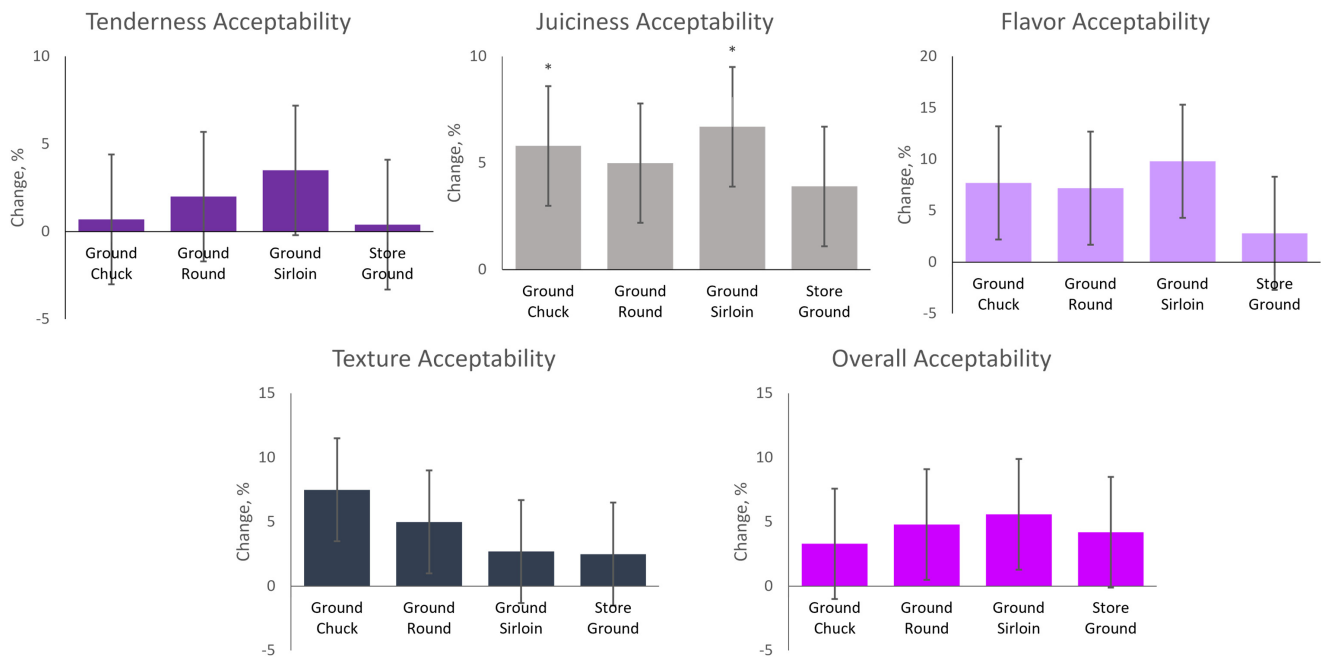 Tenderness Acceptability
Change, %
10
5
0
-5
Ground Chuck
Ground Round
Ground Sirloin
Store Ground
Juiciness Acceptability
Change, %
10
5
0
*
*
Ground Chuck
Ground Round
Ground Sirloin
Store Ground
Flavor Acceptability
Change, %
20
15
10
5
0
-5
Ground Chuck
Ground Round
Ground Sirloin
Store Ground
Texture Acceptability
Change, %
15
10
5
0
-5
Ground Chuck
Ground Round
Ground Sirloin
Store Ground
Overall Acceptability
Change, %
15
10
5
0
-5
Ground Chuck
Ground Round
Ground Sirloin
Store Ground